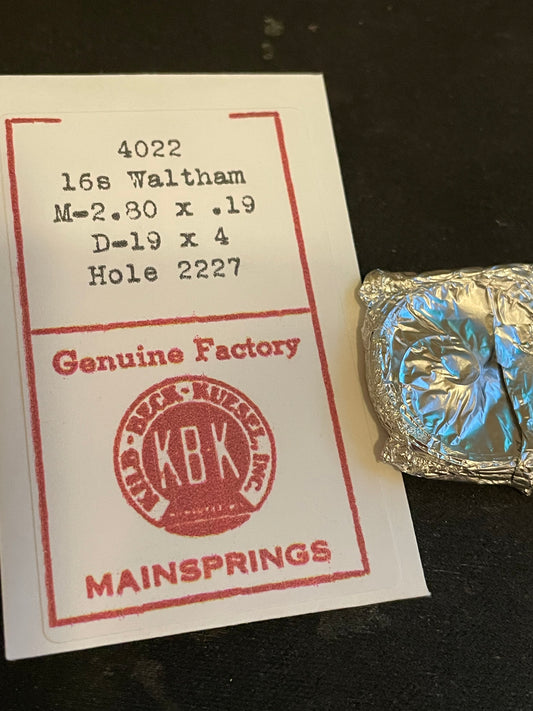 4022
16s Waltham
M-2.80 x .19
D-19 x 4
Hole 2227
Genuine Factory
KILB·BECK·KUESEL, INC.
KBK
MAINSPRINGS